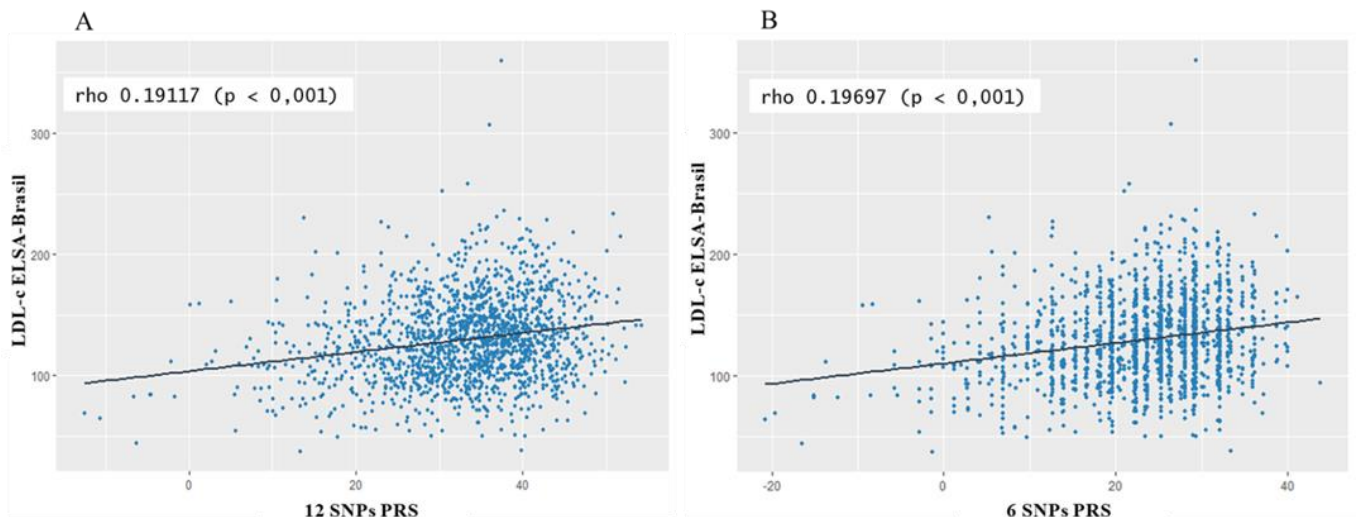 A
rho 0.19117 (p < 0,001)
LDL-c ELSA-Brasil
300
200
100
0
20
40
12 SNPs PRS
B
rho 0.19697 (p < 0,001)
LDL-c ELSA-Brasil
300
200
100
-20
0
20
40
6 SNPs PRS